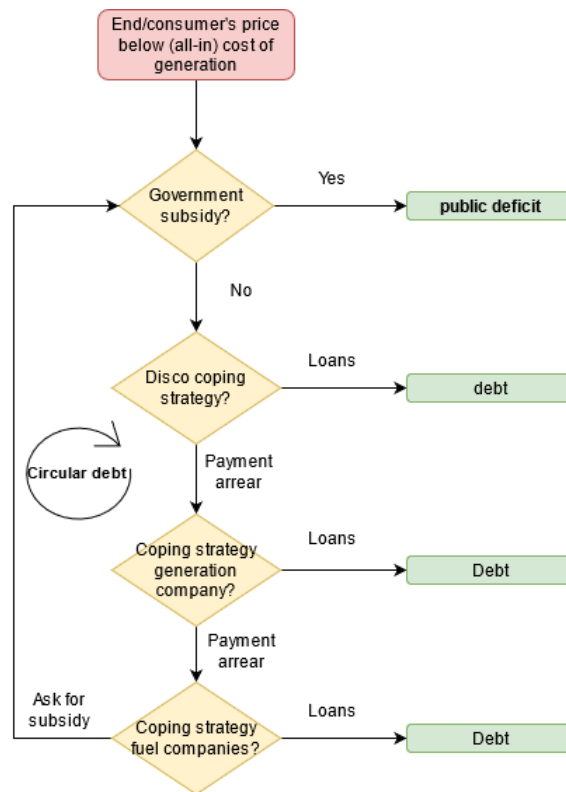 End/consumer's price
below (all-in) cost of
generation
Yes
Government
subsidy?
public deficit
No
Loans
Disco coping
strategy?
debt
Circular debt
Payment
arrear
Loans
Coping strategy
generation
company?
Debt
Payment
arrear
Ask for
subsidy
Loans
Coping strategy
fuel companies?
Debt